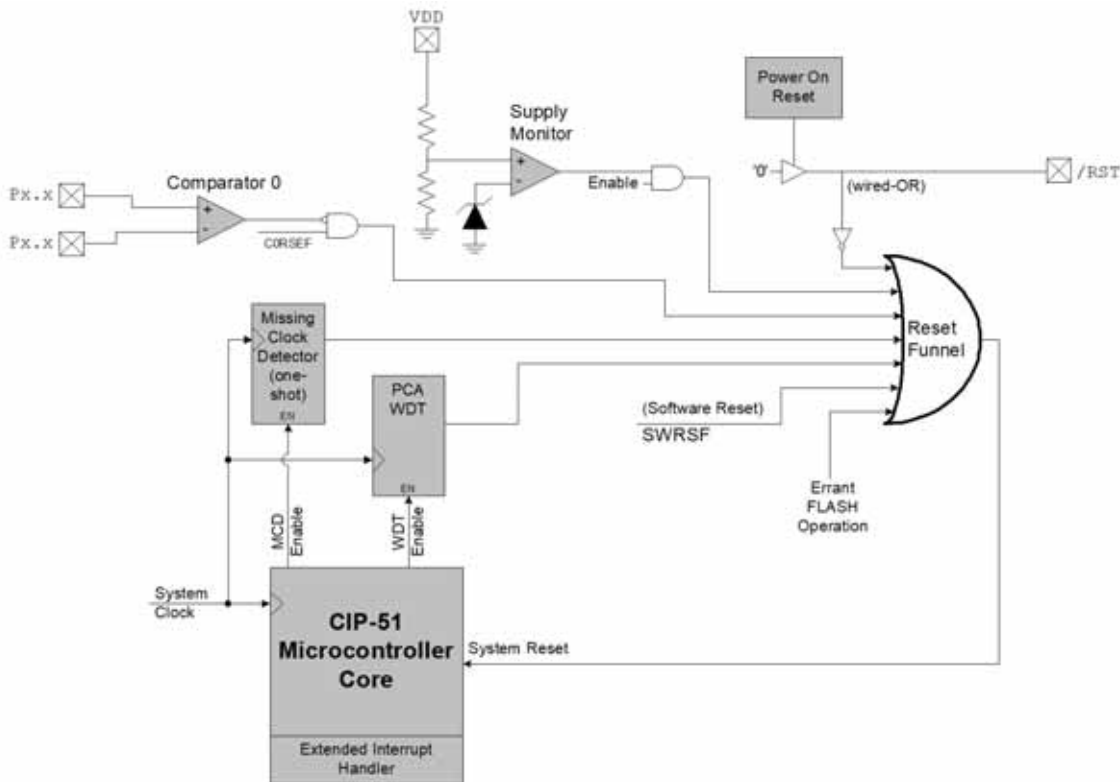 VDD
Power On
Reset
Supply
Monitor
+
-
Enable
'0'
(wired-OR)
/RST
Px.x
Px.x
Comparator 0
+
-
C0RSEF
Missing
Clock
Detector
(one-
shot)
EN
PCA
WDT
EN
Reset
Funnel
(Software Reset)
SWRSF
Errant
FLASH
Operation
MCD
Enable
WDT
Enable
System
Clock
CIP-51
Microcontroller
Core
System Reset
Extended Interrupt
Handler